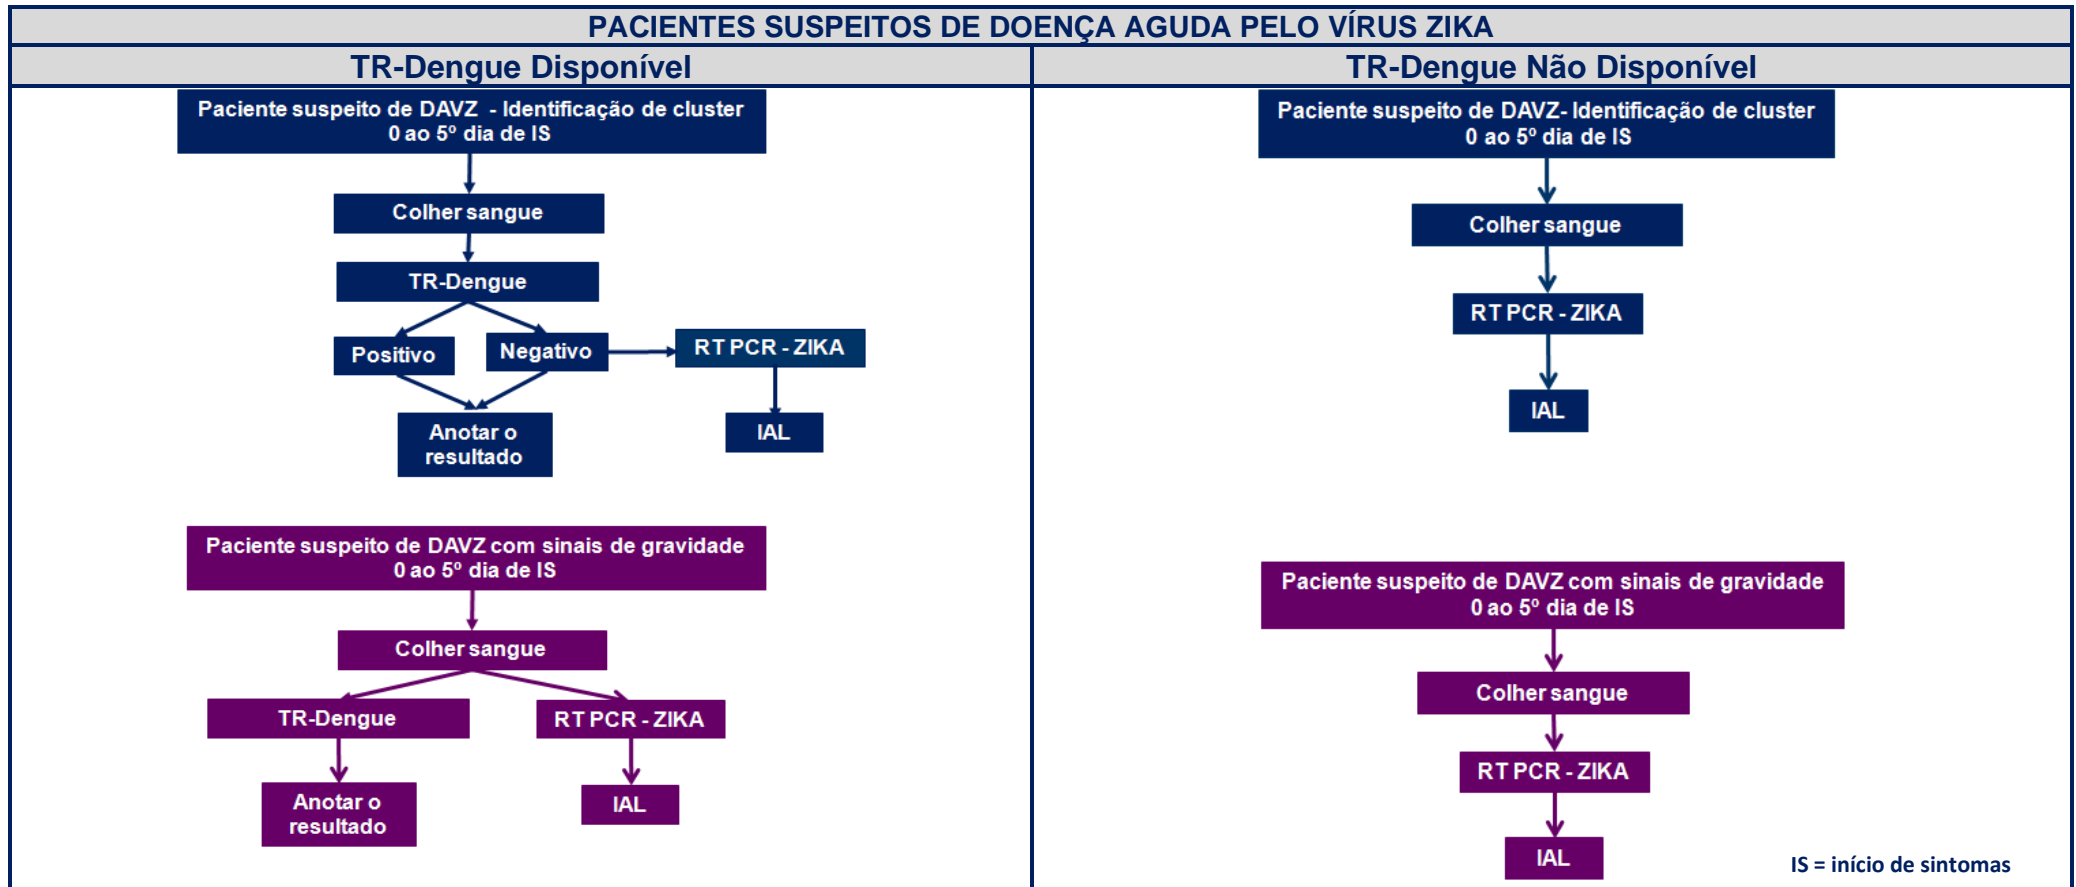 PACIENTES SUSPEITOS DE DOENÇA AGUDA PELO VÍRUS ZIKA
TR-Dengue Disponível
Paciente suspeito de DAVZ - Identificação de cluster
0 ao 5º dia de IS
Colher sangue
TR-Dengue
Positivo
Negativo
RT PCR - ZIKA
Anotar o
resultado
IAL
Paciente suspeito de DAVZ com sinais de gravidade
0 ao 5º dia de IS
Colher sangue
TR-Dengue
RT PCR - ZIKA
Anotar o
resultado
IAL
TR-Dengue Não Disponível
Paciente suspeito de DAVZ- Identificação de cluster
0 ao 5º dia de IS
Colher sangue
RT PCR - ZIKA
IAL
Paciente suspeito de DAVZ com sinais de gravidade
0 ao 5º dia de IS
Colher sangue
RT PCR - ZIKA
IAL
IS = início de sintomas